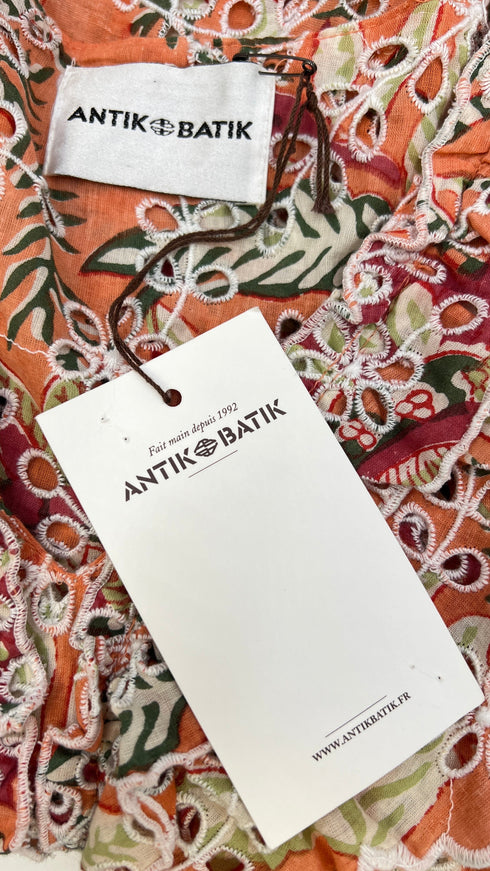 ANTIK BATIK
Fait main depuis 1992
ANTIK BATIK
WWW.ANTIKBATIK.FR